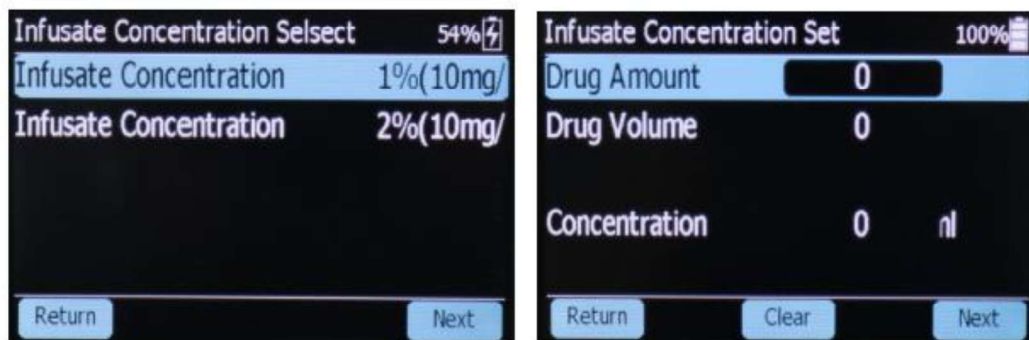 Infusate Concentration Selsect 54%
Infusate Concentration 1%(10mg/
Infusate Concentration 2%(10mg/
Return Next
Infusate Concentration Set 100%
Drug Amount 0
Drug Volume 0
Concentration 0 nl
Return Clear Next